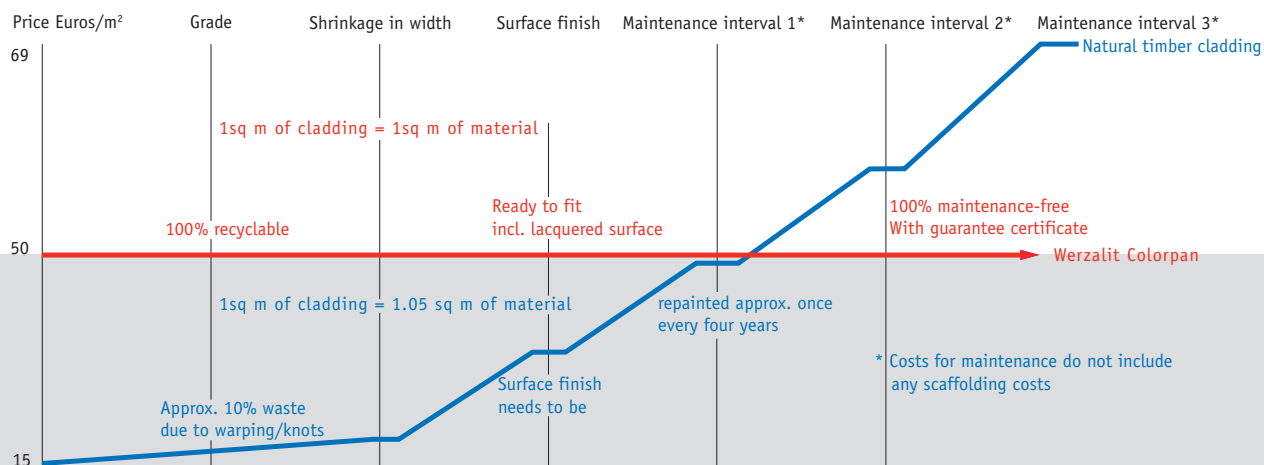 Price Euros/m²
Grade
Shrinkage in width
Surface finish
Maintenance interval 1*
Maintenance interval 2*
Maintenance interval 3*
69
Natural timber cladding
1sq m of cladding = 1sq m of material
100% recyclable
Ready to fit
incl. lacquered surface
100% maintenance-free
With guarantee certificate
50
Werzalit Colorpan
1sq m of cladding = 1.05 sq m of material
repainted approx. once
every four years
* Costs for maintenance do not include
any scaffolding costs
Surface finish
needs to be
Approx. 10% waste
due to warping/knots
15